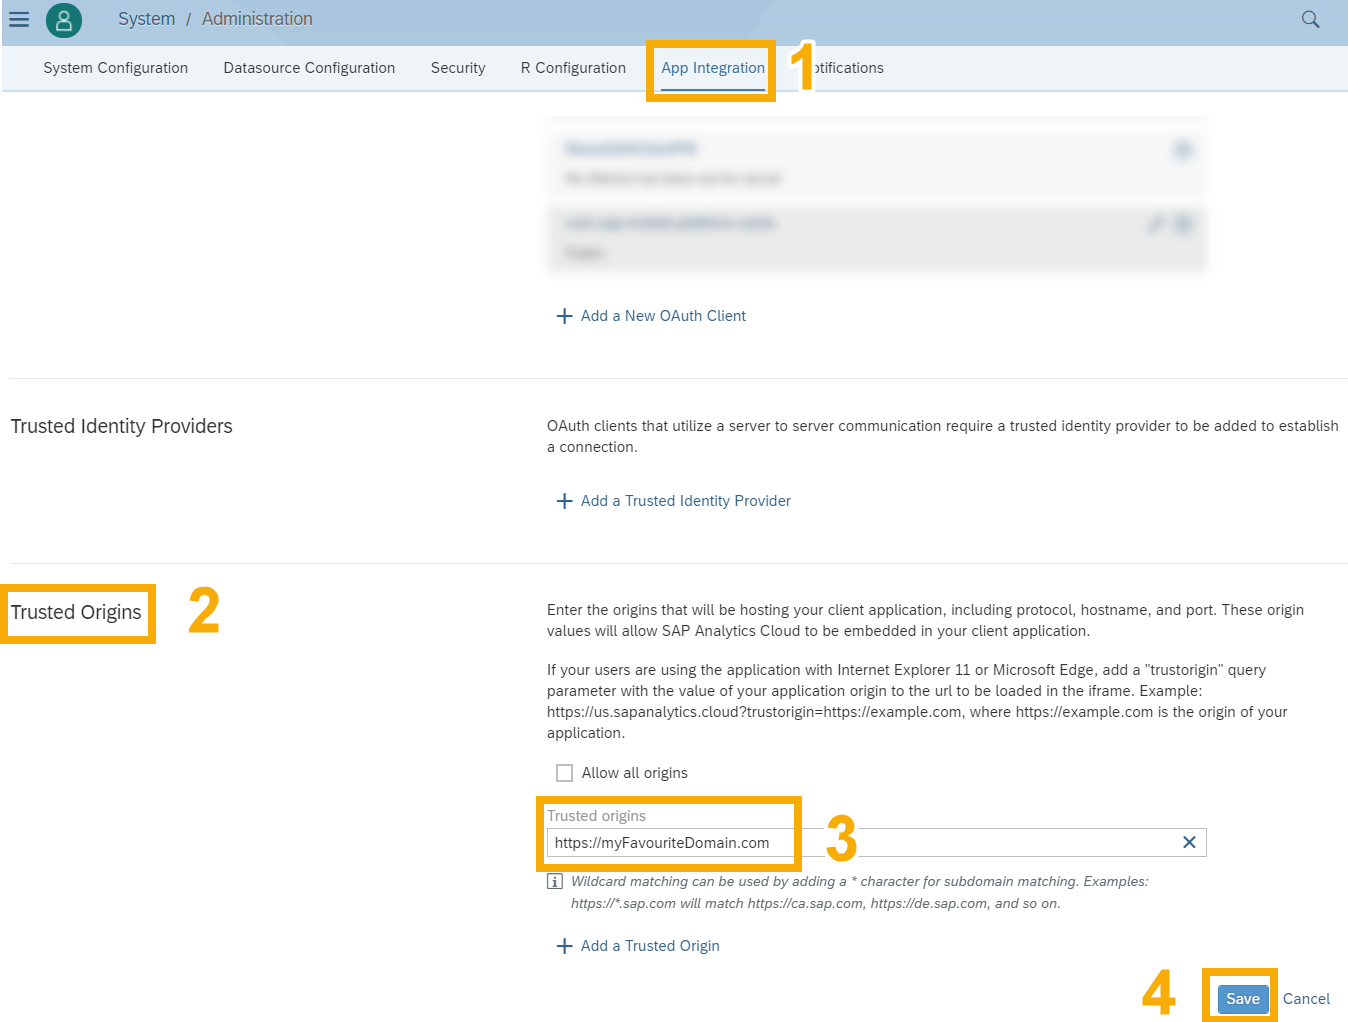 System / Administration
System Configuration Datasource Configuration Security R Configuration App Integration 1 otifications
Add a New OAuth Client
Trusted Identity Providers
OAuth clients that utilize a server to server communication require a trusted identity provider to be added to establish
a connection.
Add a Trusted Identity Provider
Trusted Origins 2
Enter the origins that will be hosting your client application, including protocol, hostname, and port. These origin
values will allow SAP Analytics Cloud to be embedded in your client application.
If your users are using the application with Internet Explorer 11 or Microsoft Edge, add a "trustorigin" query
parameter with the value of your application origin to the url to be loaded in the iframe. Example:
https://us.sapanalytics.cloud?trustorigin=https://example.com, where https://example.com is the origin of your
application.
Allow all origins
Trusted origins
https://myFavouriteDomain.com 3
Wildcard matching can be used by adding a * character for subdomain matching. Examples:
https://*.sap.com will match https://ca.sap.com, https://de.sap.com, and so on.
Add a Trusted Origin
4 Save Cancel